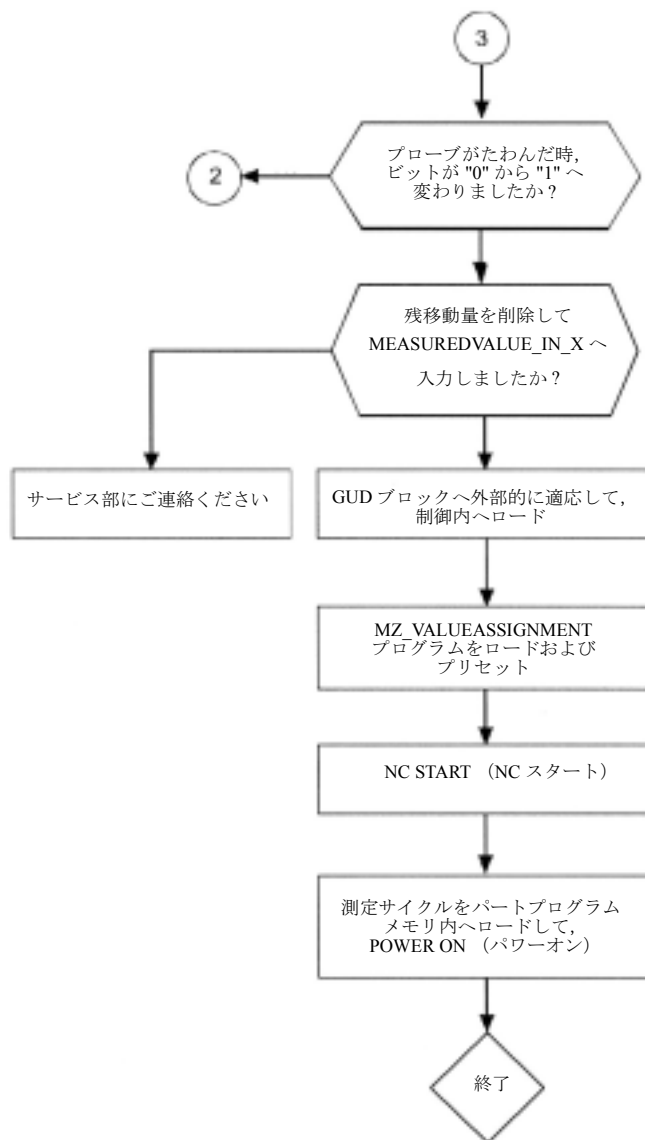 3
プローブがたわんだ時,
ビットが "0" から "1" へ
変わりましたか？
2
残移動量を削除して
MEASUREDVALUE_IN_X へ
入力しましたか？
サービス部にご連絡ください
GUD ブロックへ外部的に適応して,
制御内へロード
MZ_VALUEASSIGNMENT
プログラムをロードおよび
プリセット
NC START （NC スタート）
測定サイクルをパートプログラム
メモリ内へロードして,
POWER ON （パワーオン）
終了